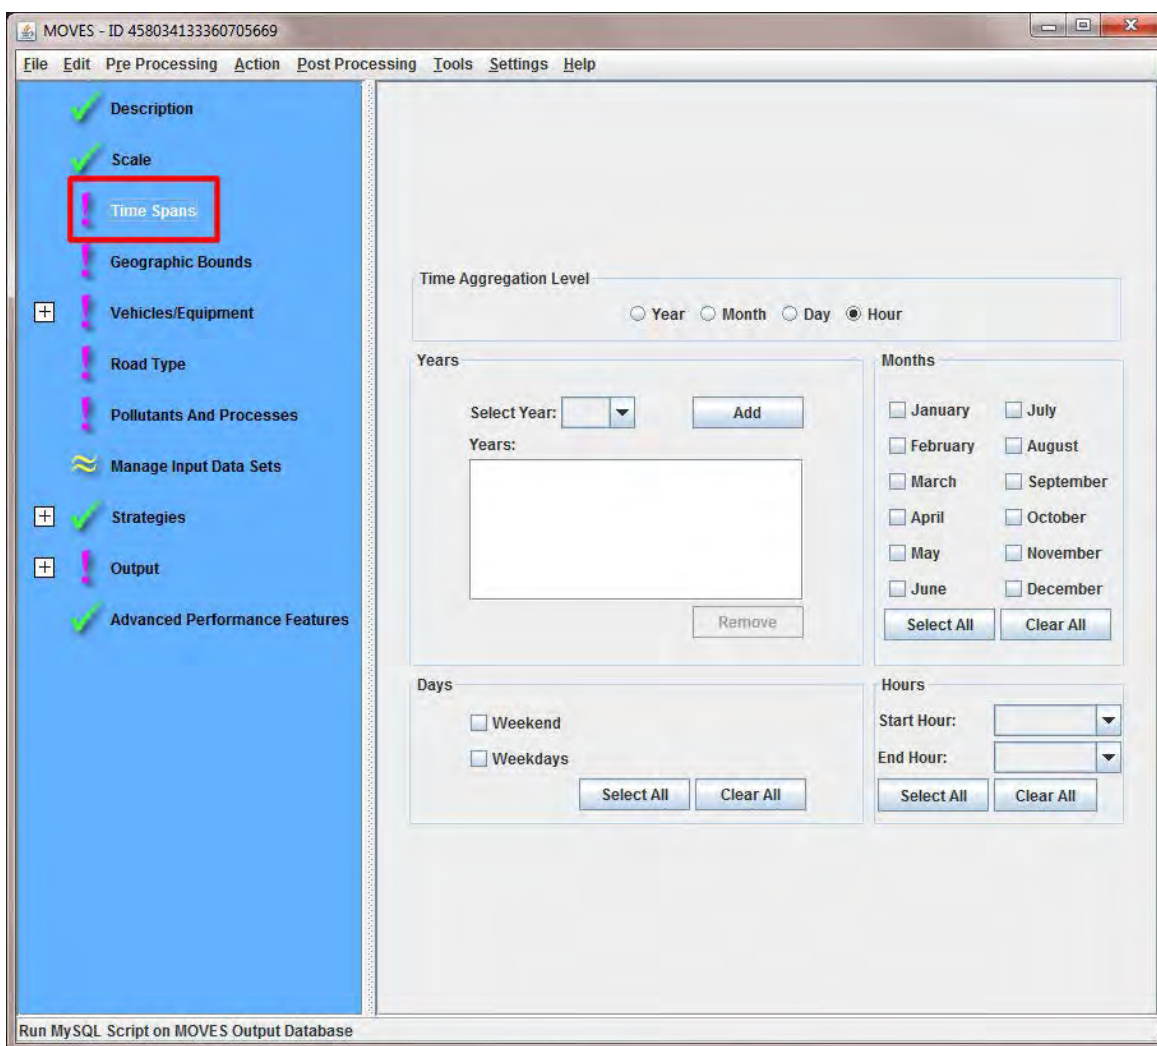 MOVES - ID 458034133360705669
File Edit Pre Processing Action Post Processing Tools Settings Help
Description
Scale
Time Spans
Geographic Bounds
Vehicles/Equipment
Road Type
Pollutants And Processes
Manage Input Data Sets
Strategies
Output
Advanced Performance Features
Time Aggregation Level
Year Month Day Hour
Years
Select Year: Add
Years:
Remove
Months
January July
February August
March September
April October
May November
June December
Select All Clear All
Days
Weekend
Weekdays
Select All Clear All
Hours
Start Hour:
End Hour:
Select All Clear All
Run MySQL Script on MOVES Output Database